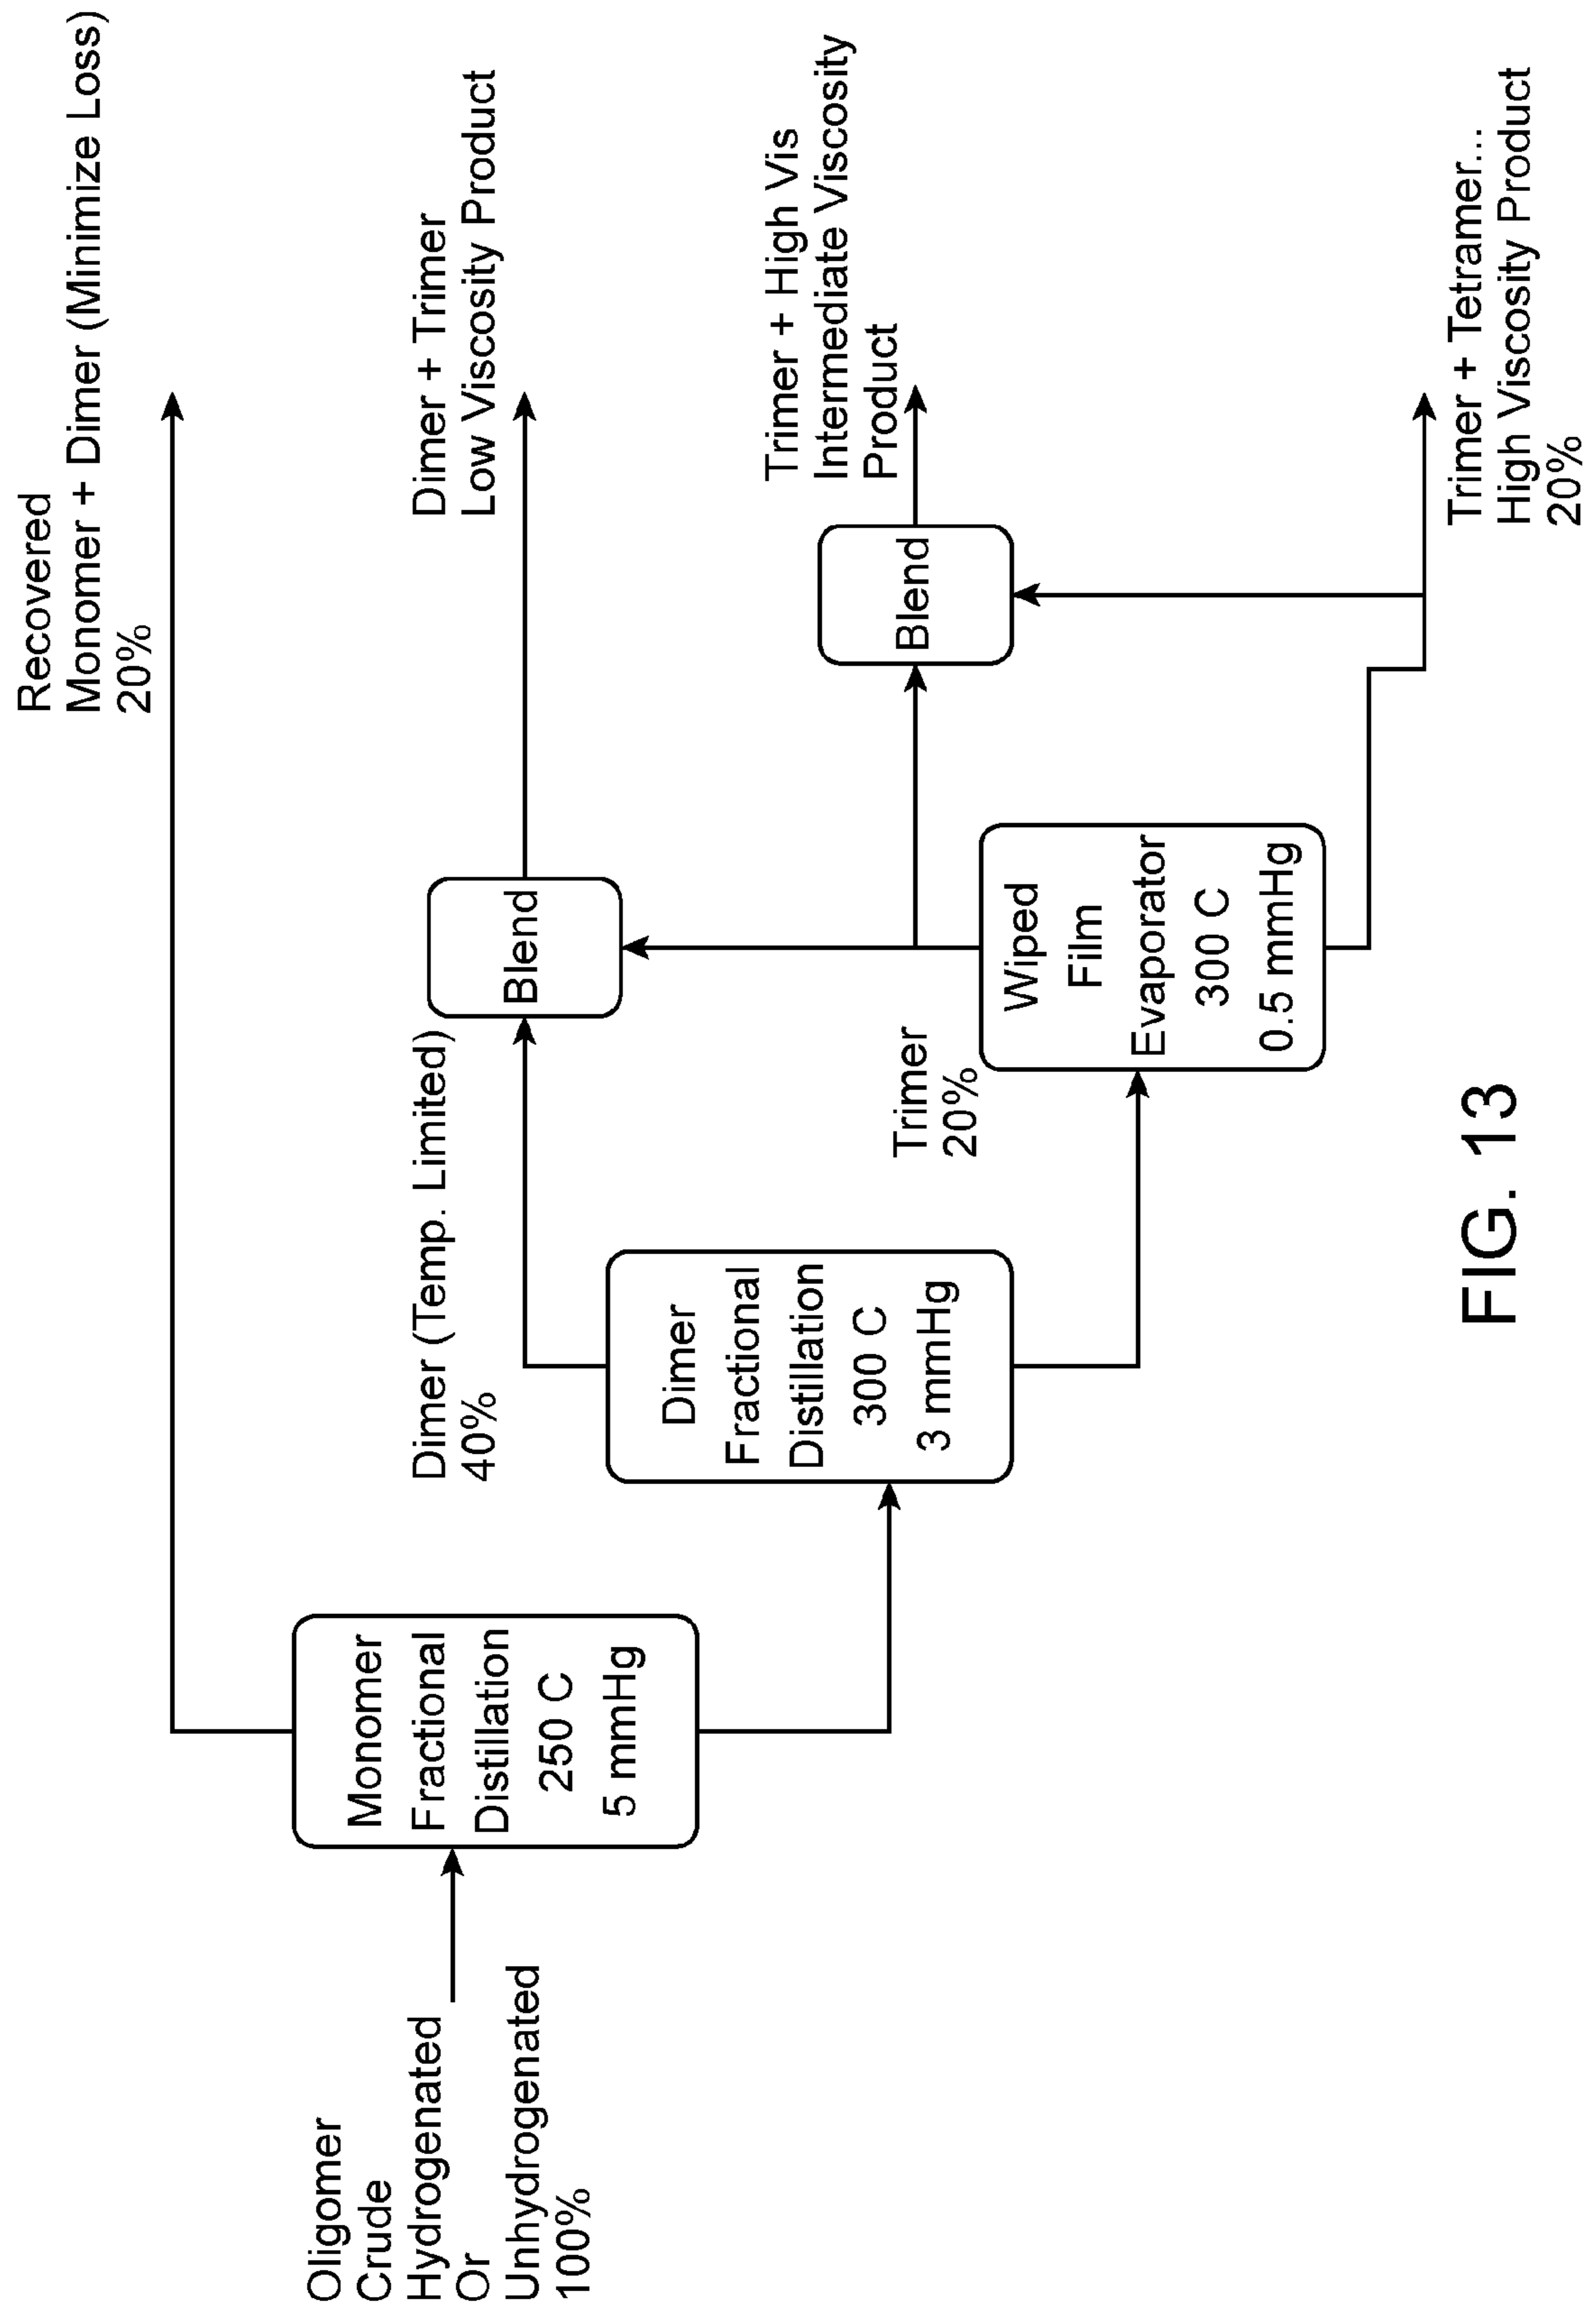 Oligomer
Crude
Hydrogenated
Or
Unhydrogenated
100%
Monomer
Fractional
Distillation
250 C
5 mmHg
Recovered
Monomer + Dimer (Minimize Loss)
20%
Dimer
Fractional
Distillation
300 C
3 mmHg
Dimer (Temp. Limited)
40%
Blend
Dimer + Trimer
Low Viscosity Product
Trimer
20%
Wiped
Film
Evaporator
300 C
0.5 mmHg
Blend
Trimer + High Vis
Intermediate Viscosity
Product
Trimer + Tetramer...
High Viscosity Product
20%
FIG. 13